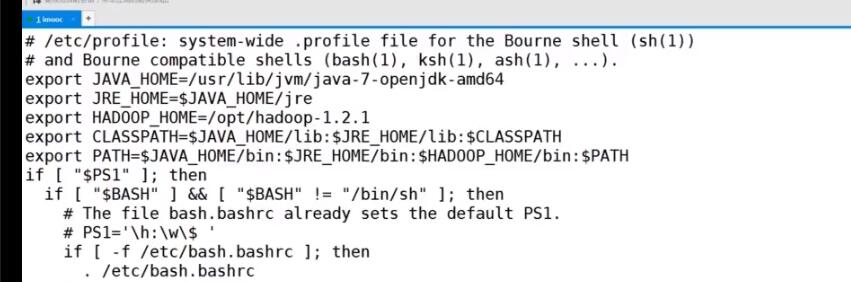 1 imooc
+
# /etc/profile: system-wide .profile file for the Bourne shell (sh(1))
# and Bourne compatible shells (bash(1), ksh(1), ash(1), ...).
export JAVA_HOME=/usr/lib/jvm/java-7-openjdk-amd64
export JRE_HOME=$JAVA_HOME/jre
export HADOOP_HOME=/opt/hadoop-1.2.1
export CLASSPATH=$JAVA_HOME/lib:$JRE_HOME/lib:$CLASSPATH
export PATH=$JAVA_HOME/bin:$JRE_HOME/bin:$HADOOP_HOME/bin:$PATH
if [ "$PS1" ]; then
  if [ "$BASH" ] && [ "$BASH" != "/bin/sh" ]; then
    # The file bash.bashrc already sets the default PS1.
    # PS1='\h:\w\$ '
    if [ -f /etc/bash.bashrc ]; then
      . /etc/bash.bashrc